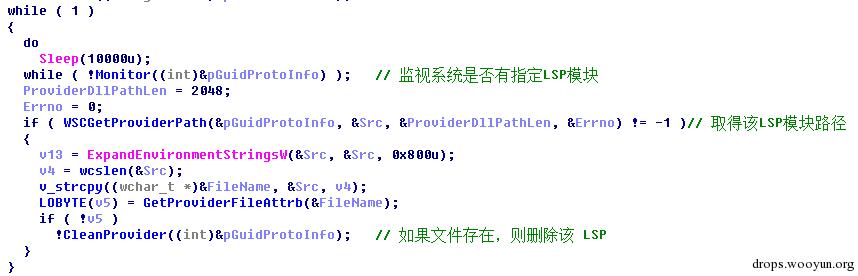 while ( 1 )
{
  do
    Sleep(10000u);
  while ( !Monitor((int)&pGuidProtoInfo) );   // 监视系统是否有指定LSP模块
  ProviderDllPathLen = 2048;
  Errno = 0;
  if ( WSCGetProviderPath(&pGuidProtoInfo, &Src, &ProviderDllPathLen, &Errno) != -1 )// 取得该LSP模块路径
  {
    v13 = ExpandEnvironmentStringsW(&Src, &Src, 0x800u);
    v4 = wcslen(&Src);
    v_strcpy((wchar_t *)&FileName, &Src, v4);
    LOBYTE(v5) = GetProviderFileAttrb(&FileName);
    if ( !v5 )
      !CleanProvider((int)&pGuidProtoInfo);   // 如果文件存在，则删除该 LSP
  }
}
drops.wooyun.org